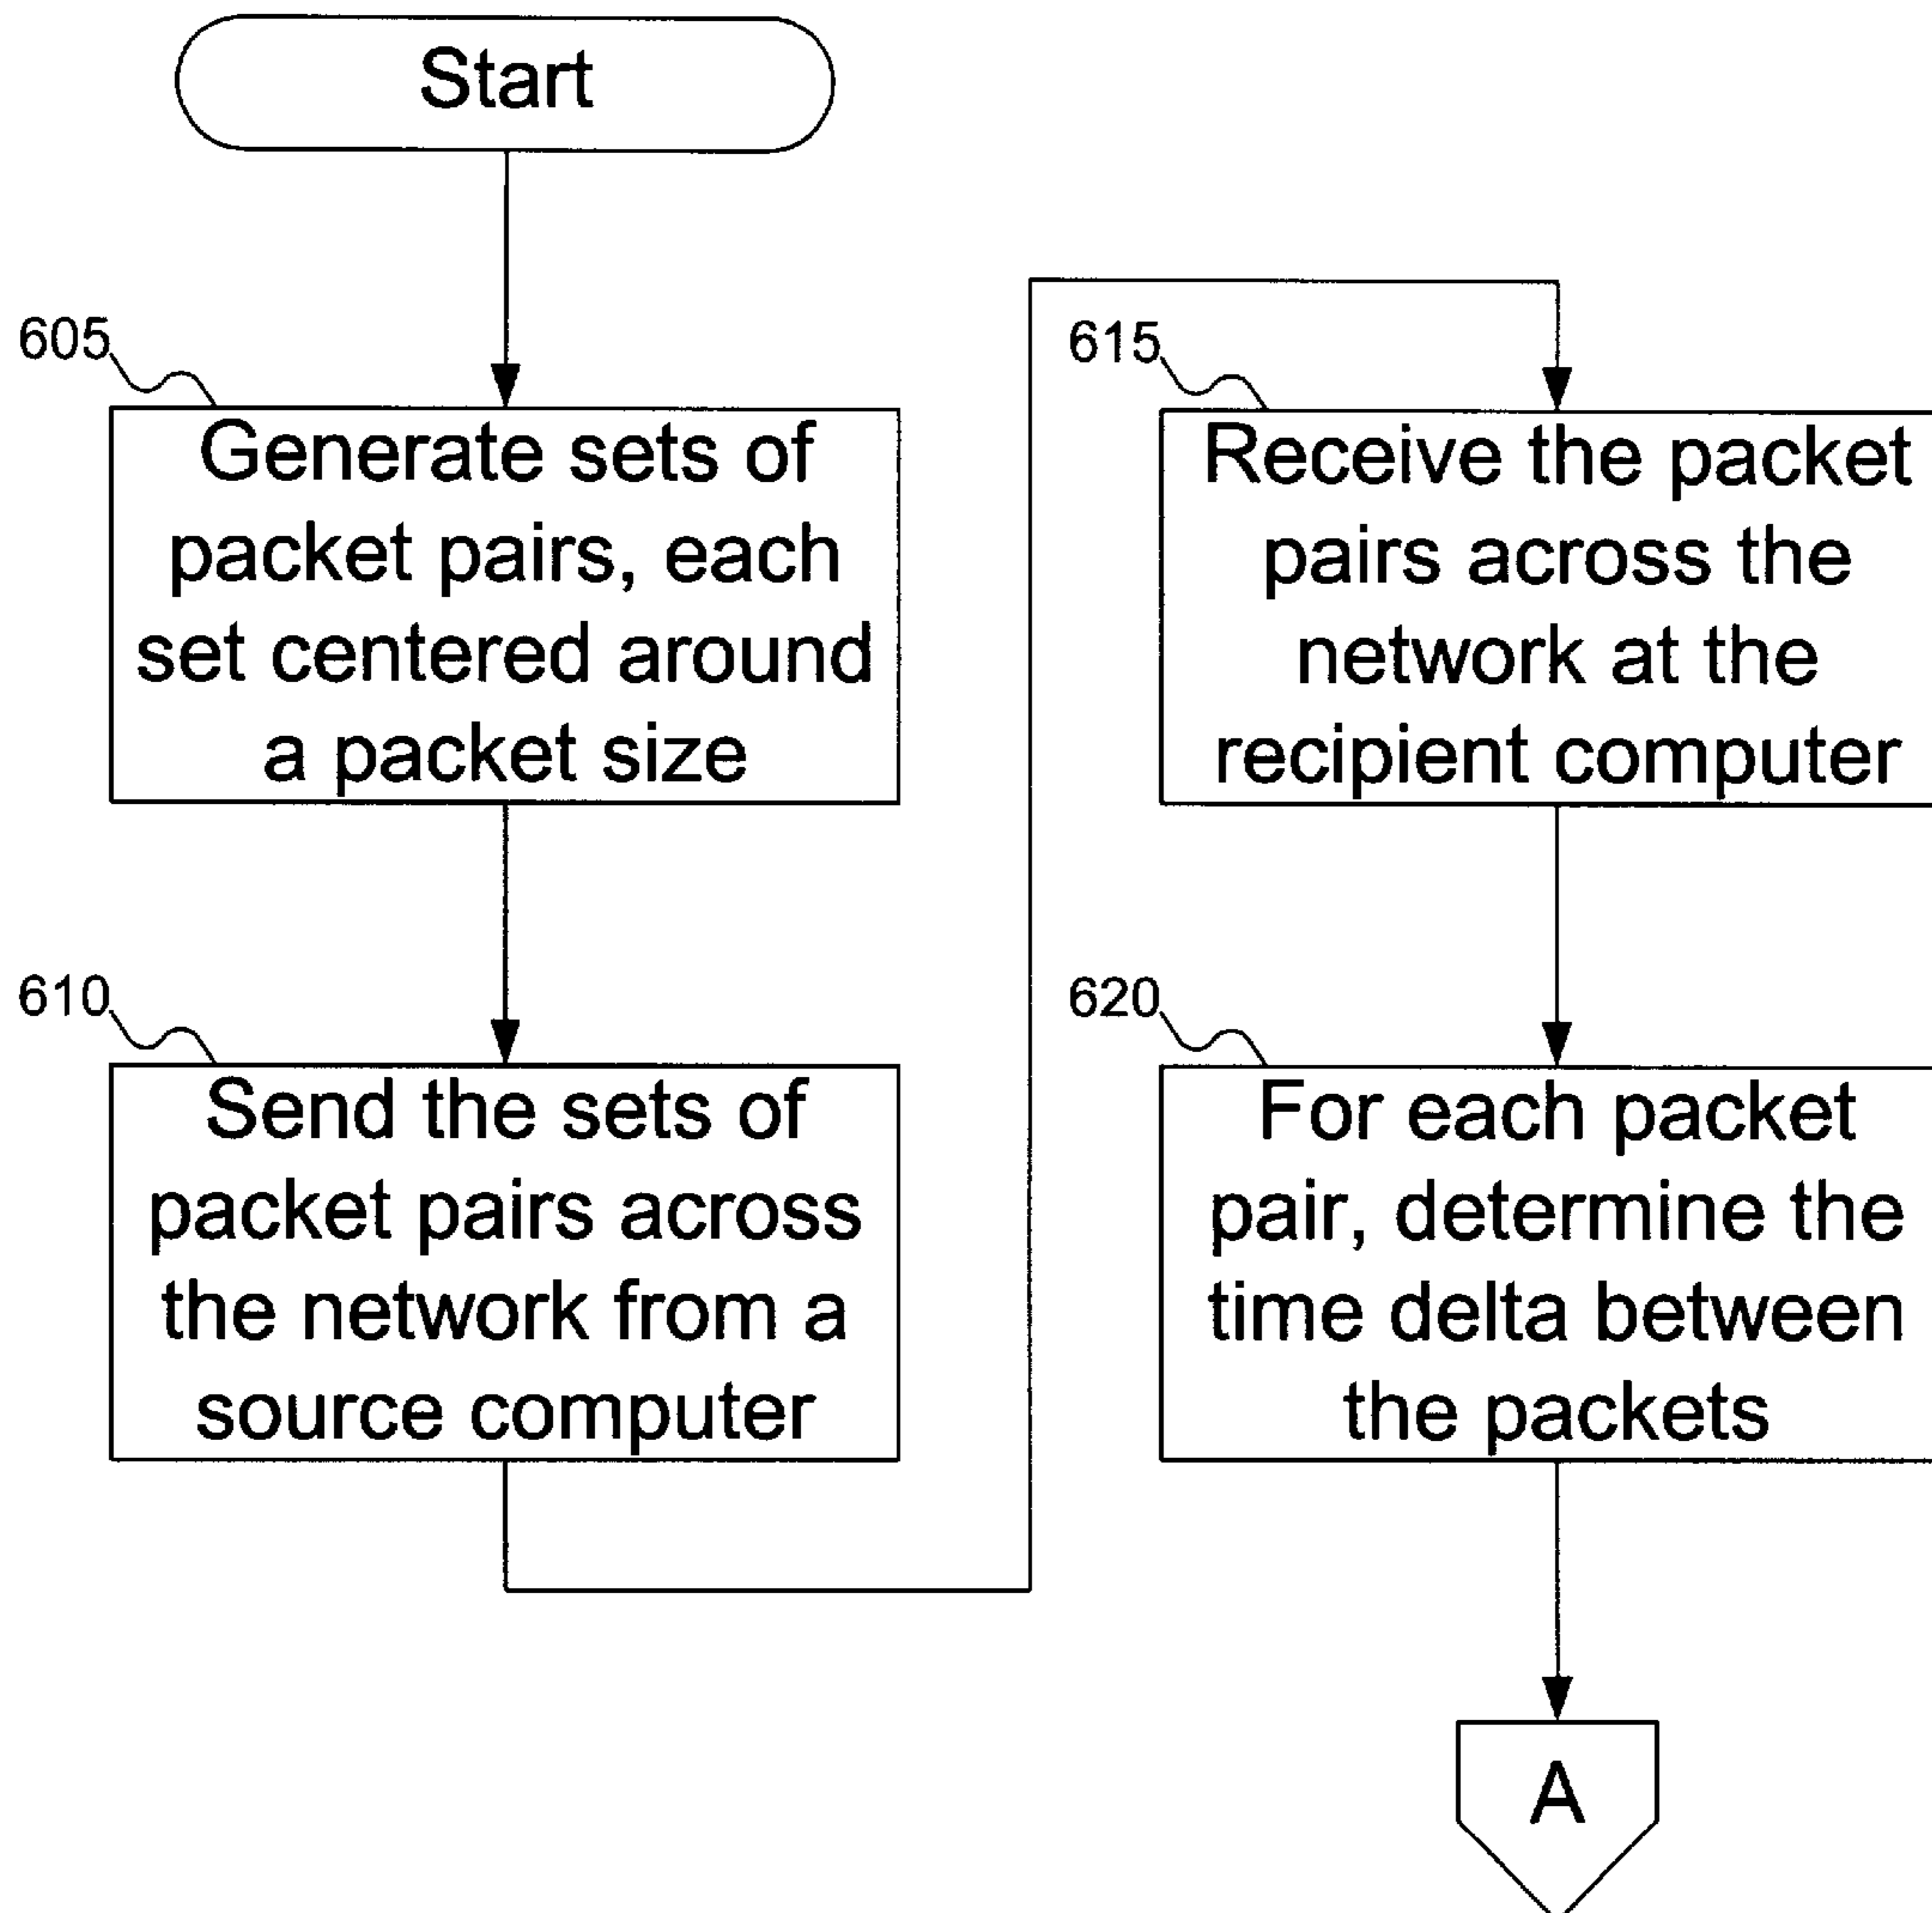 Start
605
Generate sets of
packet pairs, each
set centered around
a packet size
610
Send the sets of
packet pairs across
the network from a
source computer
615
Receive the packet
pairs across the
network at the
recipient computer
620
For each packet
pair, determine the
time delta between
the packets
A